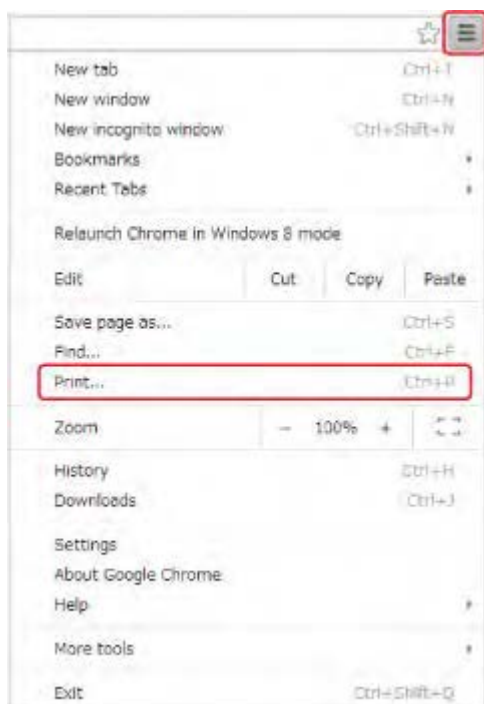 New tab Ctrl+T
New window Ctrl+N
New incognito window Ctrl+Shift+N
Bookmarks
Recent Tabs
Relaunch Chrome in Windows 8 mode
Edit Cut Copy Paste
Save page as... Ctrl+S
Find... Ctrl+F
Print... Ctrl+P
Zoom − 100% +
History Ctrl+H
Downloads Ctrl+J
Settings
About Google Chrome
Help
More tools
Exit Ctrl+Shift+Q